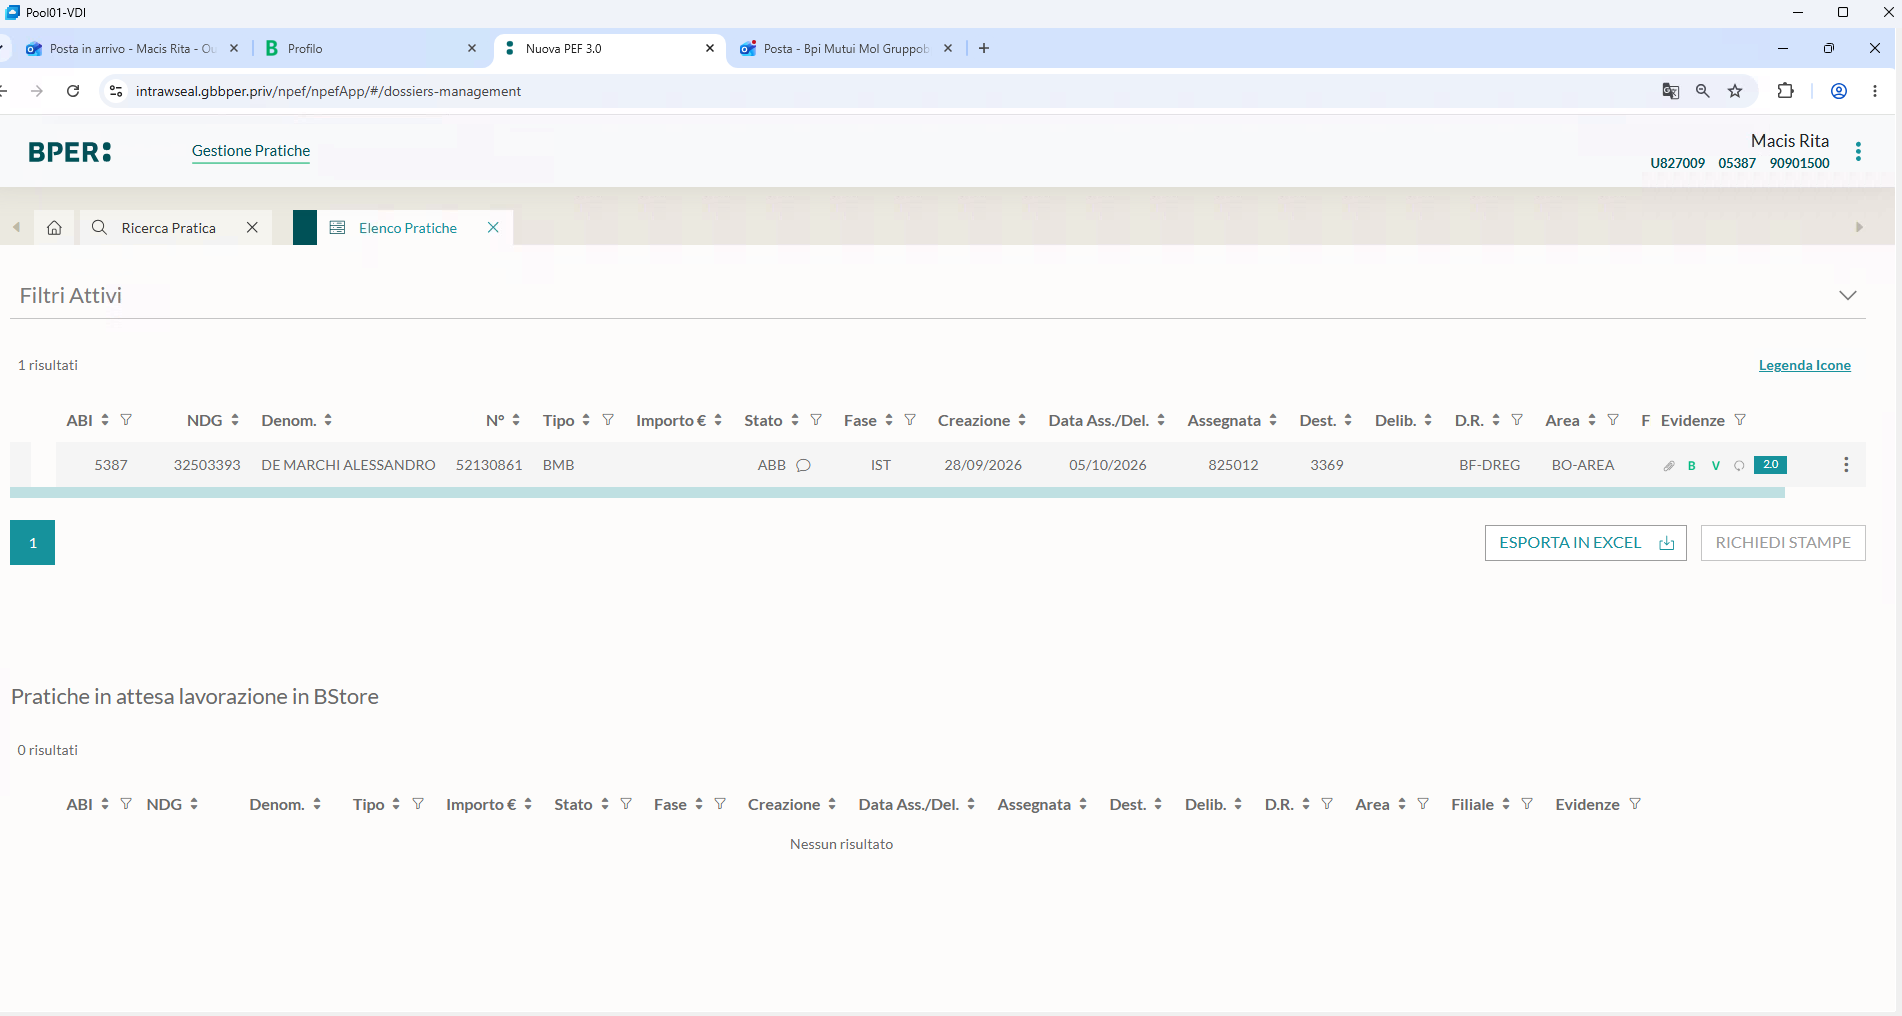 Pool01-VDI
Posta in arrivo - Macis Rita - Ou
Profilo
Nuova PEF 3.0
Posta - Bpi Mutui Mol Gruppob
intrawseal.gbbper.priv/npef/npefApp/#/dossiers-management
BPER:
Gestione Pratiche
Macis Rita
U827009 05387 90901500
Ricerca Pratica
Elenco Pratiche
Filtri Attivi
1 risultati
Legenda Icone
ABI NDG Denom. N° Tipo Importo € Stato Fase Creazione Data Ass./Del. Assegnata Dest. Delib. D.R. Area F Evidenze
5387 32503393 DE MARCHI ALESSANDRO 52130861 BMB ABB IST 28/09/2026 05/10/2026 825012 3369 BF-DREG BO-AREA B V 2.0
1
ESPORTA IN EXCEL
RICHIEDI STAMPE
Pratiche in attesa lavorazione in BStore
0 risultati
ABI NDG Denom. Tipo Importo € Stato Fase Creazione Data Ass./Del. Assegnata Dest. Delib. D.R. Area Filiale Evidenze
Nessun risultato